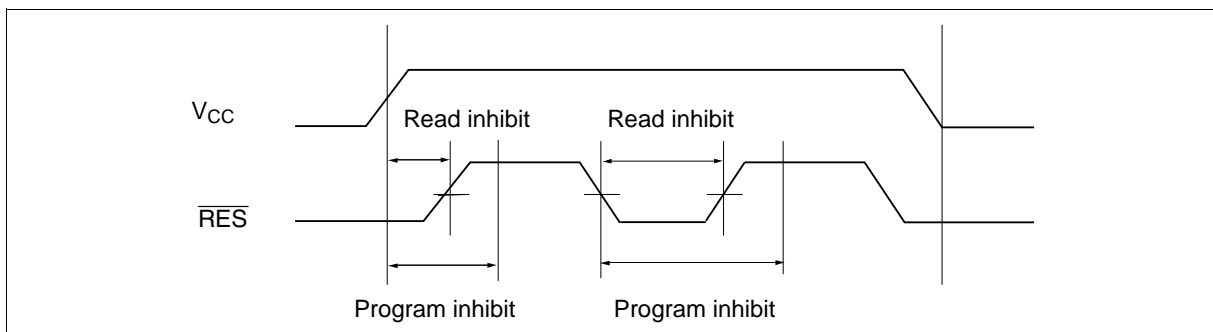 VCC
Read inhibit Read inhibit
RES
Program inhibit Program inhibit